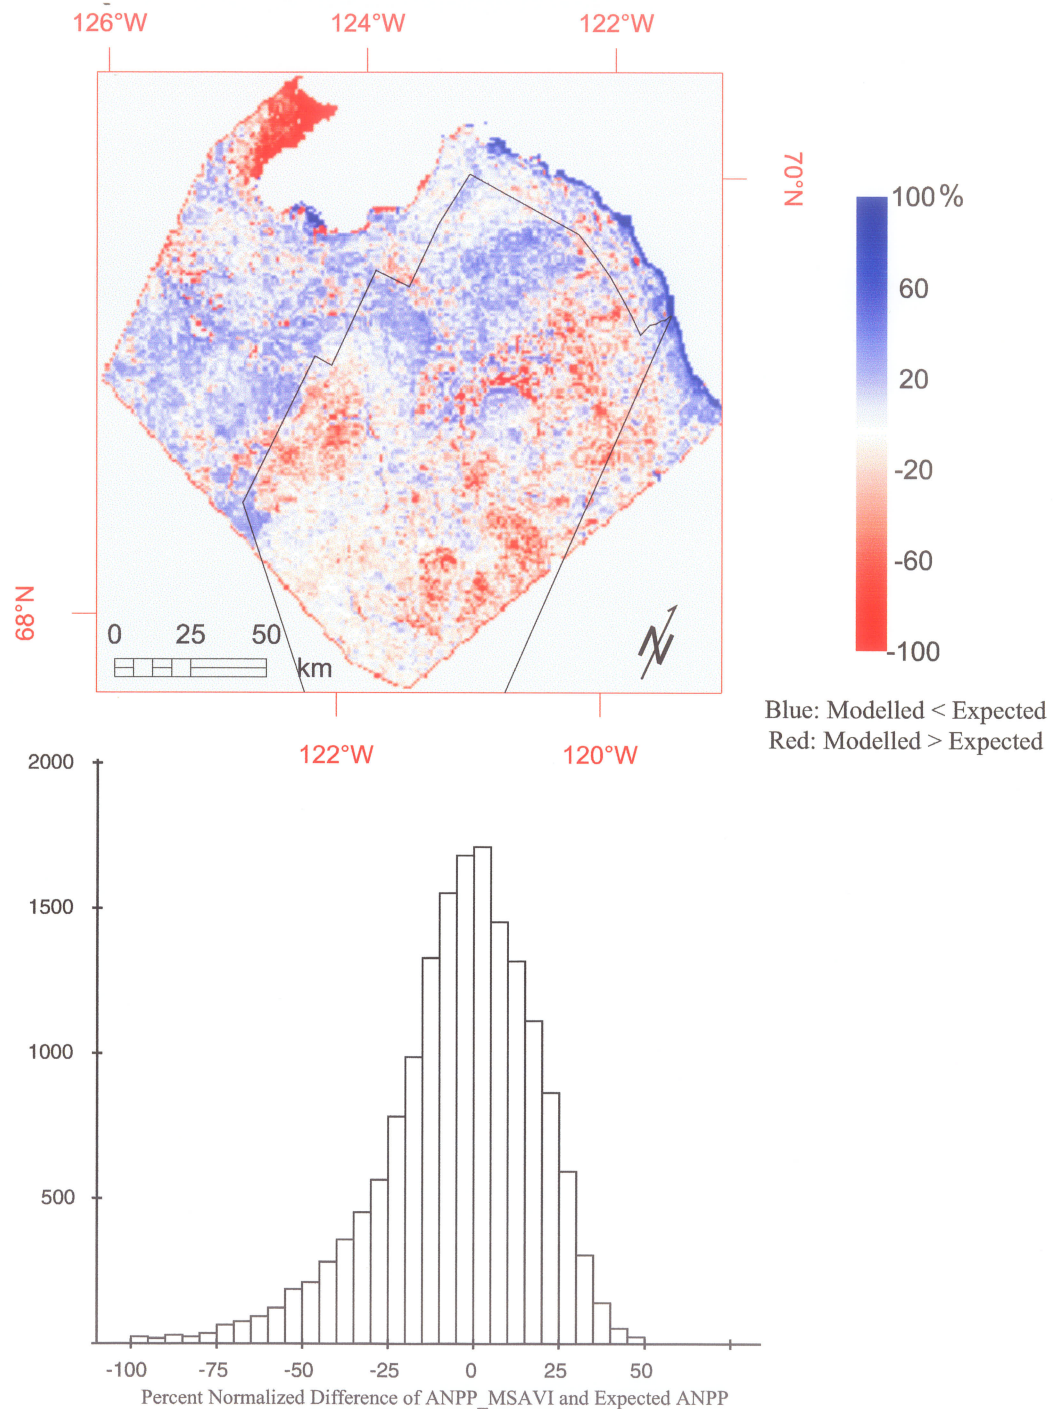 126°W 124°W 122°W
70°N
100 %
60
20
-20
-60
-100
68°N
0 25 50
km
N
Blue: Modelled < Expected
Red: Modelled > Expected
122°W 120°W
2000
1500
1000
500
-100 -75 -50 -25 0 25 50
Percent Normalized Difference of ANPP_MSAVI and Expected ANPP